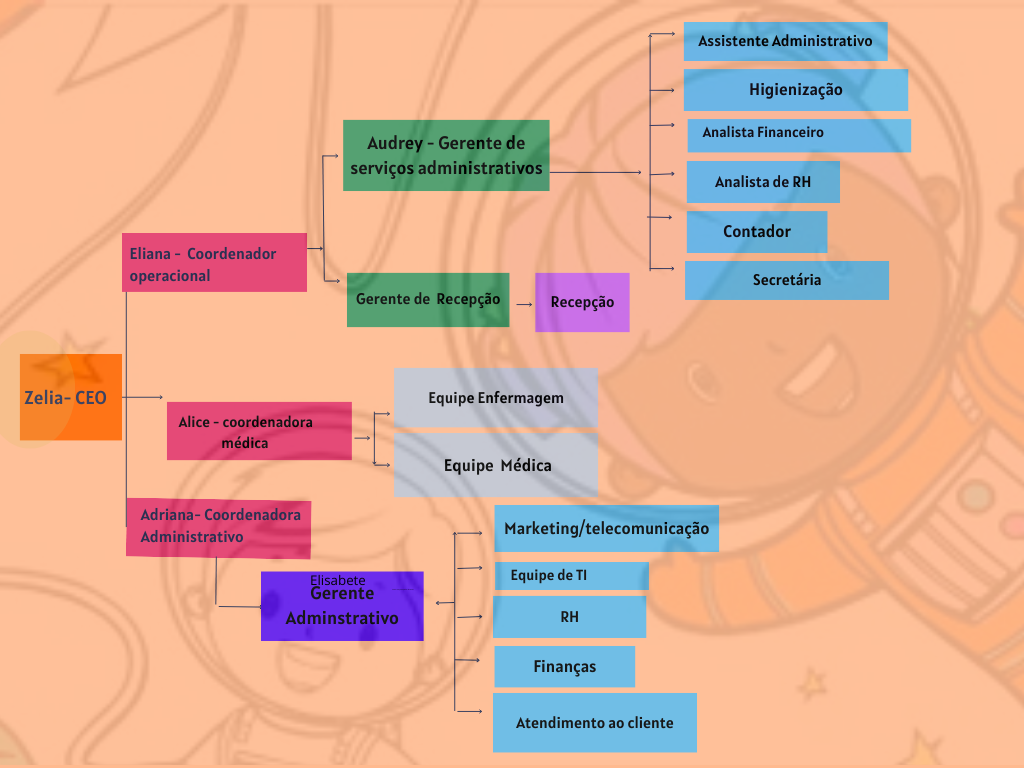 Assistente Administrativo
Higienização
Analista Financeiro
Audrey - Gerente de
serviços administrativos
Analista de RH
Contador
Eliana - Coordenador
operacional
Secretária
Gerente de Recepção
Recepção
Zelia- CEO
Equipe Enfermagem
Alice - coordenadora
médica
Equipe Médica
Adriana- Coordenadora
Administrativo
Marketing/telecomunicação
Equipe de TI
Elisabete
Gerente
Adminstrativo
RH
Finanças
Atendimento ao cliente